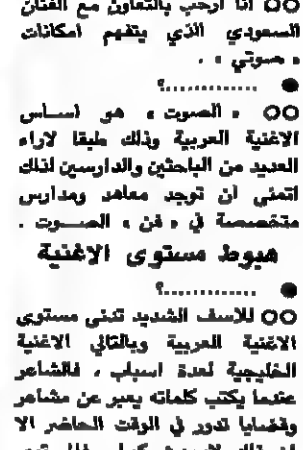 ○○ انا ارحب بالتعاون مع الفنان
السعودي الذي يتفهم امكانات
« صوتي » .
● ............؟
○○ « الصوت » هو اساس
الاغنية العربية وذلك طبقا لاراء
العديد من الباحثين والدارسين لذلك
اتمنى ان توجد معاهد ومدارس
متخصصة في « فن » الصوت .
هبوط مستوى الاغنية
● ............؟
○○ للاسف الشديد تدنى مستوى
الاغنية العربية وبالتالي الاغنية
الخليجية لعدة اسباب ، فالشاعر
عندما يكتب كلماته يعبر عن مشاعر
وقضايا تدور في الوقت الحاضر الا